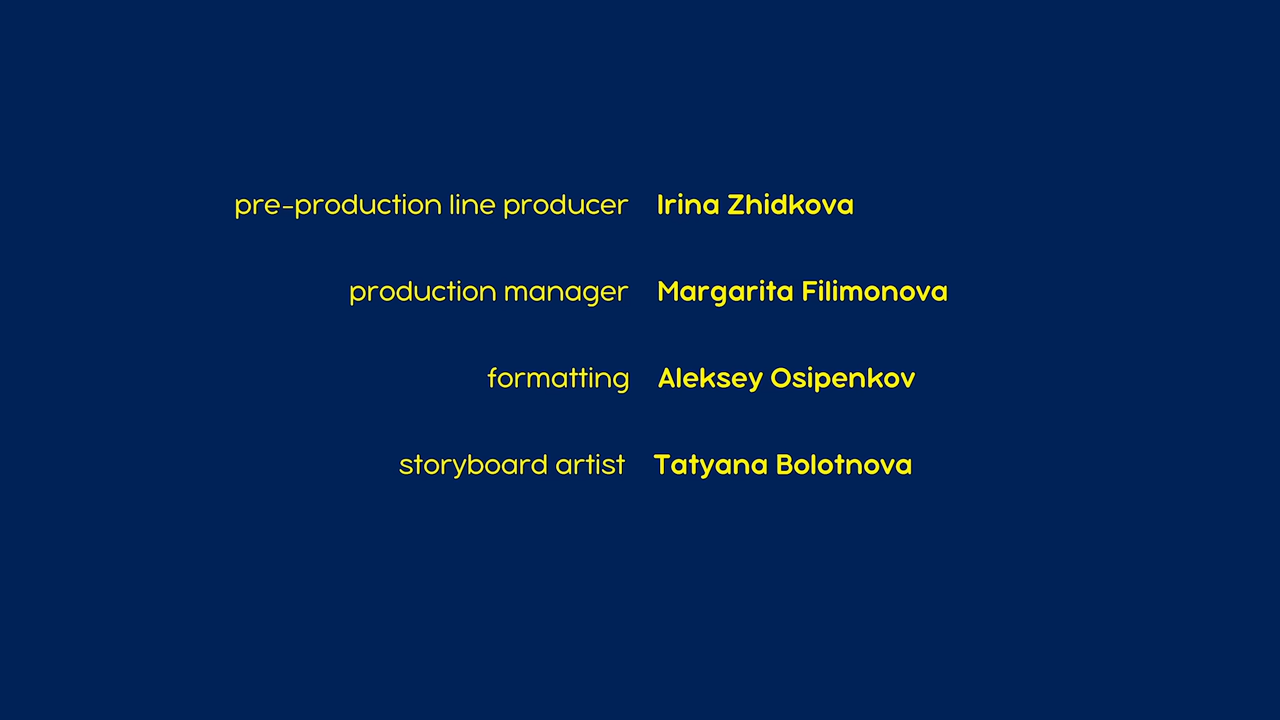 pre-production line producer Irina Zhidkova
production manager Margarita Filimonova
formatting Aleksey Osipenkov
storyboard artist Tatyana Bolotnova